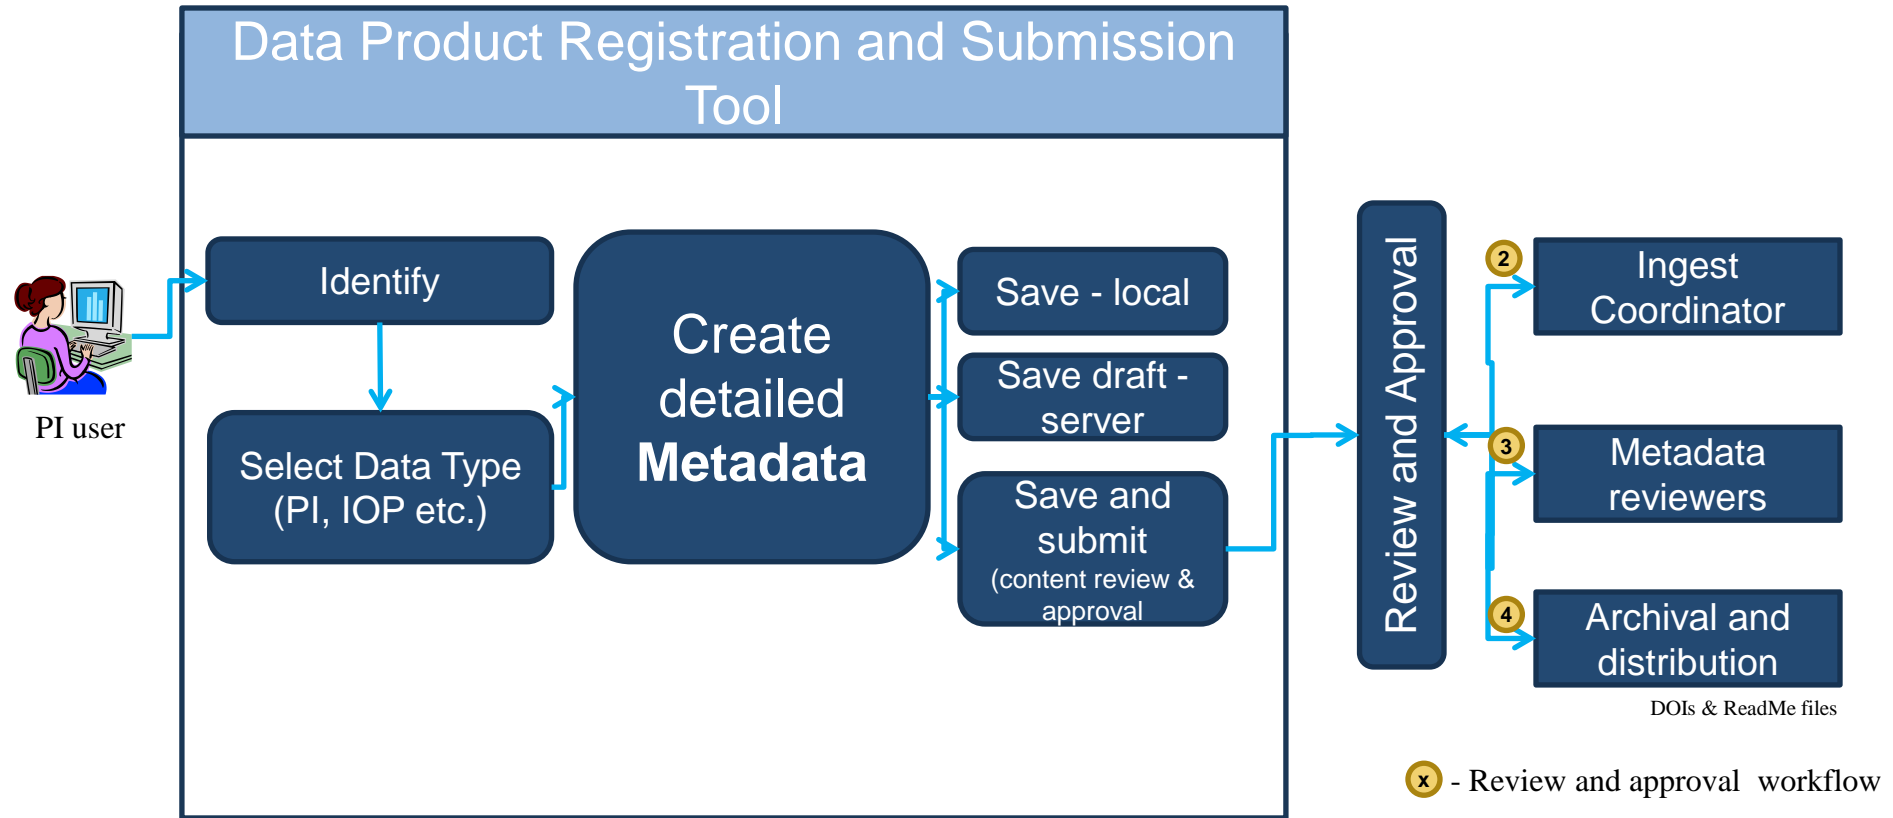 Data Product Registration and Submission
Tool
PI user
Identify
Select Data Type
(PI, IOP etc.)
Create
detailed
Metadata
Save - local
Save draft -
server
Save and
submit
(content review &
approval
Review and Approval
2
Ingest
Coordinator
3
Metadata
reviewers
4
Archival and
distribution
DOIs & ReadMe files
x - Review and approval workflow